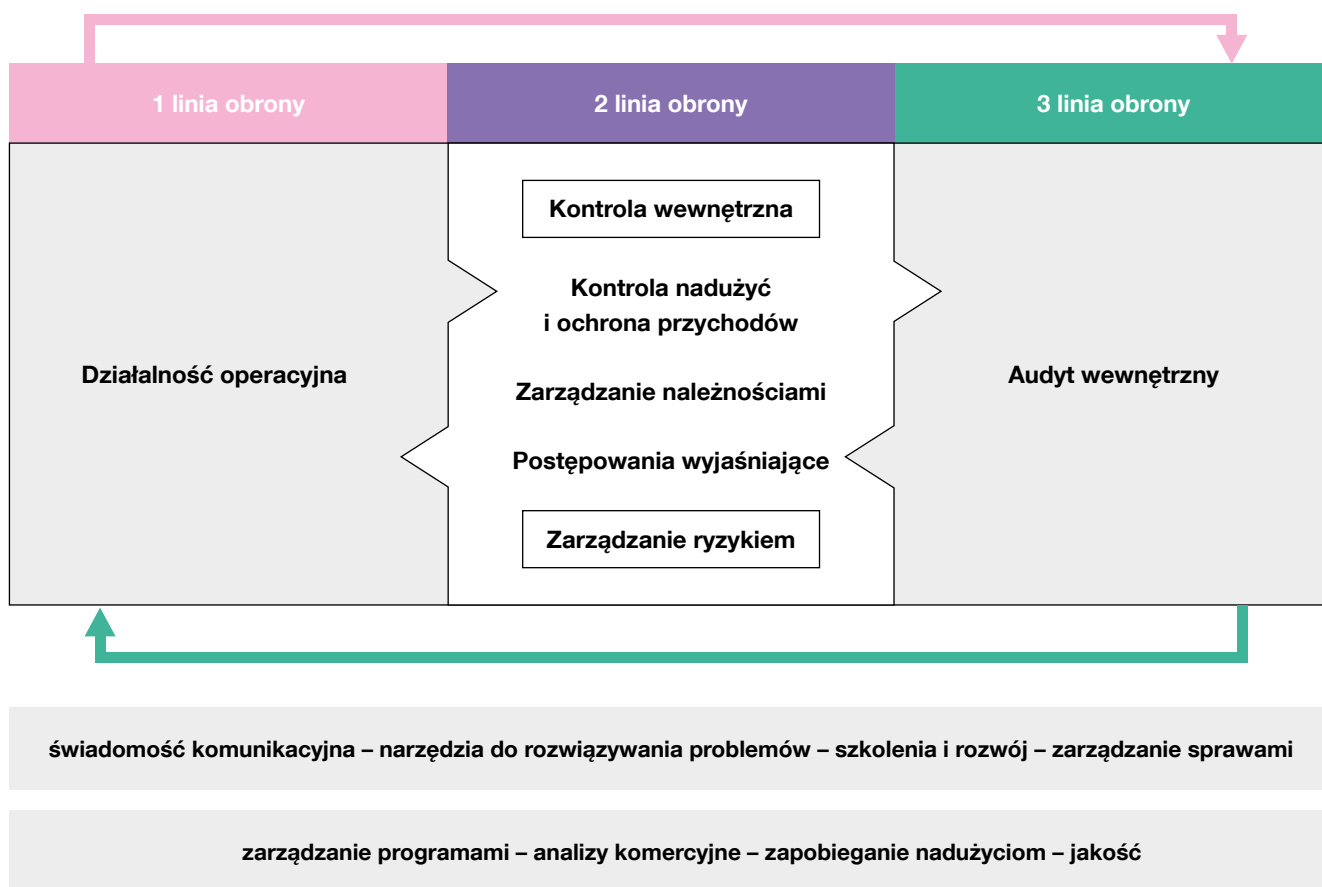 1 linia obrony
2 linia obrony
3 linia obrony
Działalność operacyjna
Kontrola wewnętrzna
Kontrola nadużyć
i ochrona przychodów
Zarządzanie należnościami
Postępowania wyjaśniające
Zarządzanie ryzykiem
Audyt wewnętrzny
świadomość komunikacyjna – narzędzia do rozwiązywania problemów – szkolenia i rozwój – zarządzanie sprawami
zarządzanie programami – analizy komercyjne – zapobieganie nadużyciom – jakość